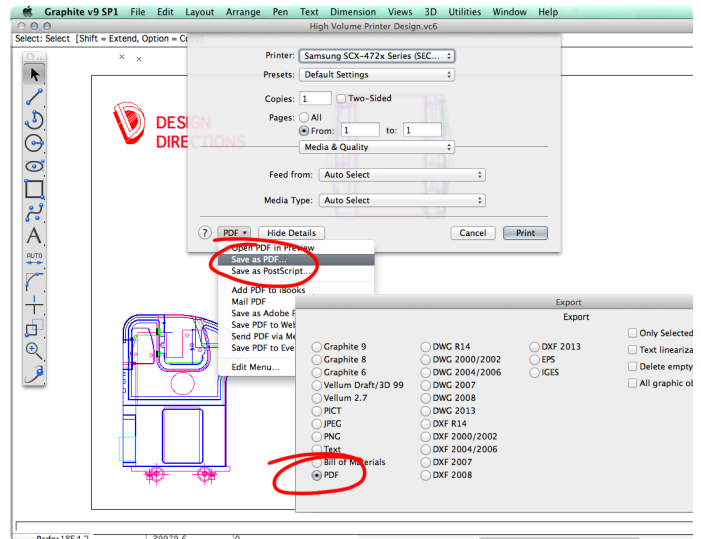 Graphite v9 SP1 File Edit Layout Arrange Pen Text Dimension Views 3D Utilities Window Help
High Volume Printer Design.vc6
Select: Select [Shift = Extend, Option =
Printer: Samsung SCX-472x Series (SEC...
Presets: Default Settings
Copies: 1 Two-Sided
Pages: All
From: 1 to: 1
Media & Quality
Feed from: Auto Select
Media Type: Auto Select
? PDF Hide Details Cancel Print
DESIGN
DIRECTIONS
AUTO
Open PDF in Preview
Save as PDF...
Save as PostScript...
Add PDF to iBooks
Mail PDF
Save as Adobe
Save PDF to
Send PDF via
Save PDF to
Edit Menu...
Export
Export
Graphite 9
Graphite 8
Graphite 6
Vellum Draft/3D 99
Vellum 2.7
PICT
JPEG
PNG
Text
Bill of Materials
PDF
DWG R14
DWG 2000/2002
DWG 2004/2006
DWG 2007
DWG 2008
DWG 2013
DXF R14
DXF 2000/2002
DXF 2004/2006
DXF 2007
DXF 2008
DXF 2013
EPS
IGES
Only Selected
Text
Delete empty
All graphic